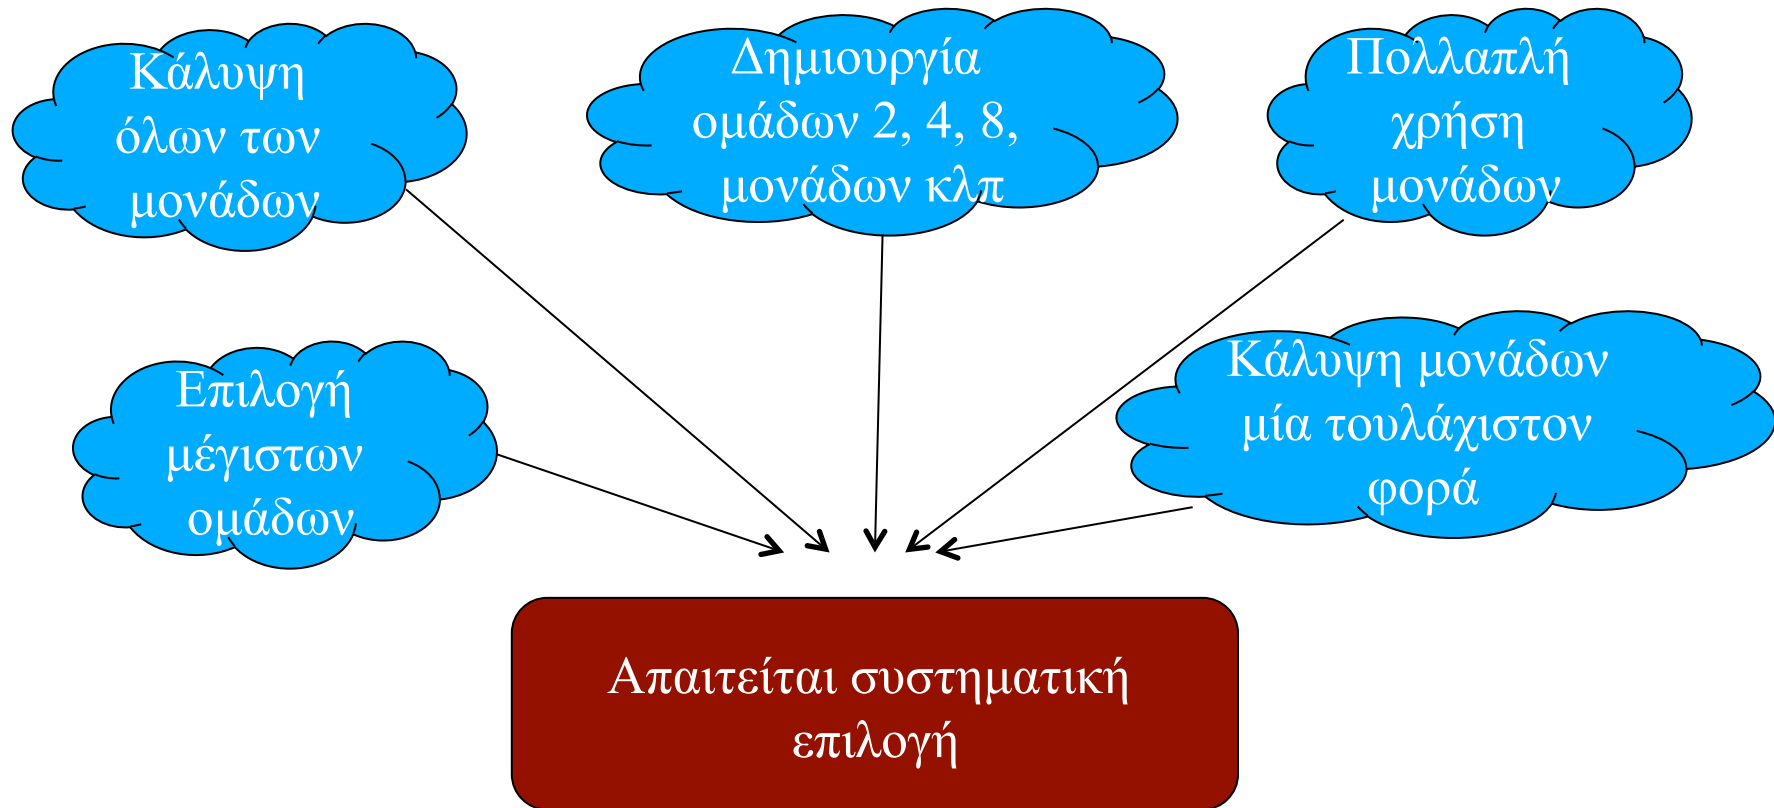 Κάλυψη
όλων των
μονάδων
Δημιουργία
ομάδων 2, 4, 8,
μονάδων κλπ
Πολλαπλή
χρήση
μονάδων
Επιλογή
μέγιστων
ομάδων
Κάλυψη μονάδων
μία τουλάχιστον
φορά
Απαιτείται συστηματική
επιλογή